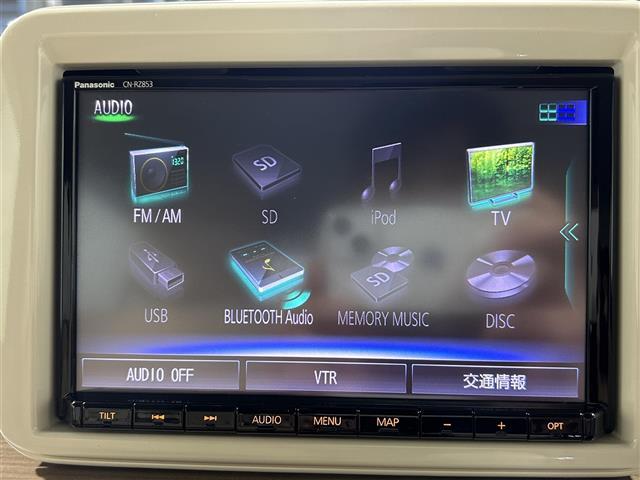 Panasonic CN-RZ853
AUDIO
1320
FM/AM
SD
SD
iPod
TV
USB
BLUETOOTH Audio
SD
MEMORY MUSIC
DISC
AUDIO OFF
VTR
交通情報
TILT
AUDIO
MENU
MAP
－
＋
OPT